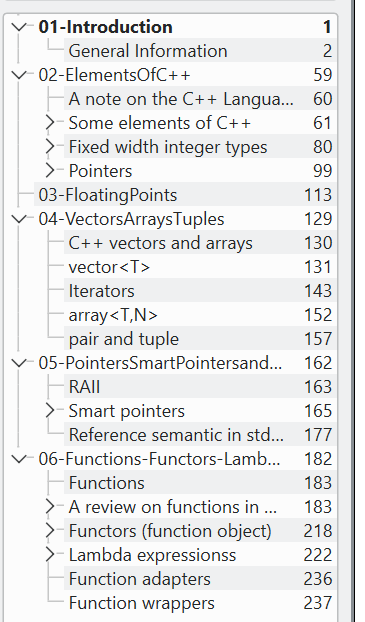 01-Introduction 1
General Information 2
02-ElementsOfC++ 59
A note on the C++ Langua... 60
Some elements of C++ 61
Fixed width integer types 80
Pointers 99
03-FloatingPoints 113
04-VectorsArraysTuples 129
C++ vectors and arrays 130
vector<T> 131
Iterators 143
array<T,N> 152
pair and tuple 157
05-PointersSmartPointersand... 162
RAII 163
Smart pointers 165
Reference semantic in std... 177
06-Functions-Functors-Lamb... 182
Functions 183
A review on functions in ... 183
Functors (function object) 218
Lambda expressionss 222
Function adapters 236
Function wrappers 237